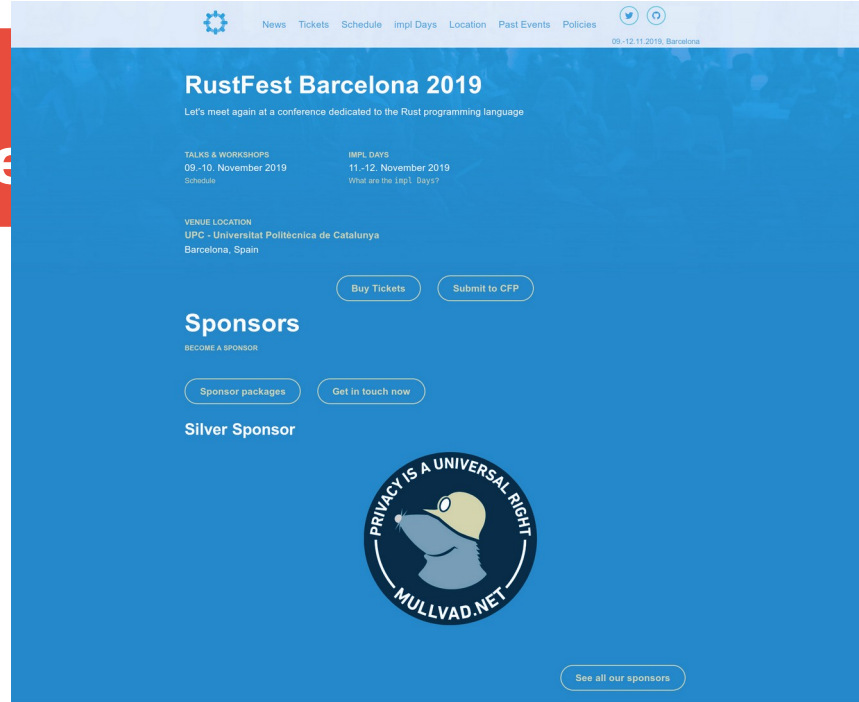 News Tickets Schedule impl Days Location Past Events Policies
09.-12.11.2019, Barcelona
RustFest Barcelona 2019
Let's meet again at a conference dedicated to the Rust programming language
TALKS & WORKSHOPS
09.-10. November 2019
Schedule
IMPL DAYS
11.-12. November 2019
What are the impl Days?
VENUE LOCATION
UPC - Universitat Politècnica de Catalunya
Barcelona, Spain
Buy Tickets
Submit to CFP
Sponsors
BECOME A SPONSOR
Sponsor packages
Get in touch now
Silver Sponsor
PRIVACY IS A UNIVERSAL RIGHT
MULLVAD.NET
See all our sponsors